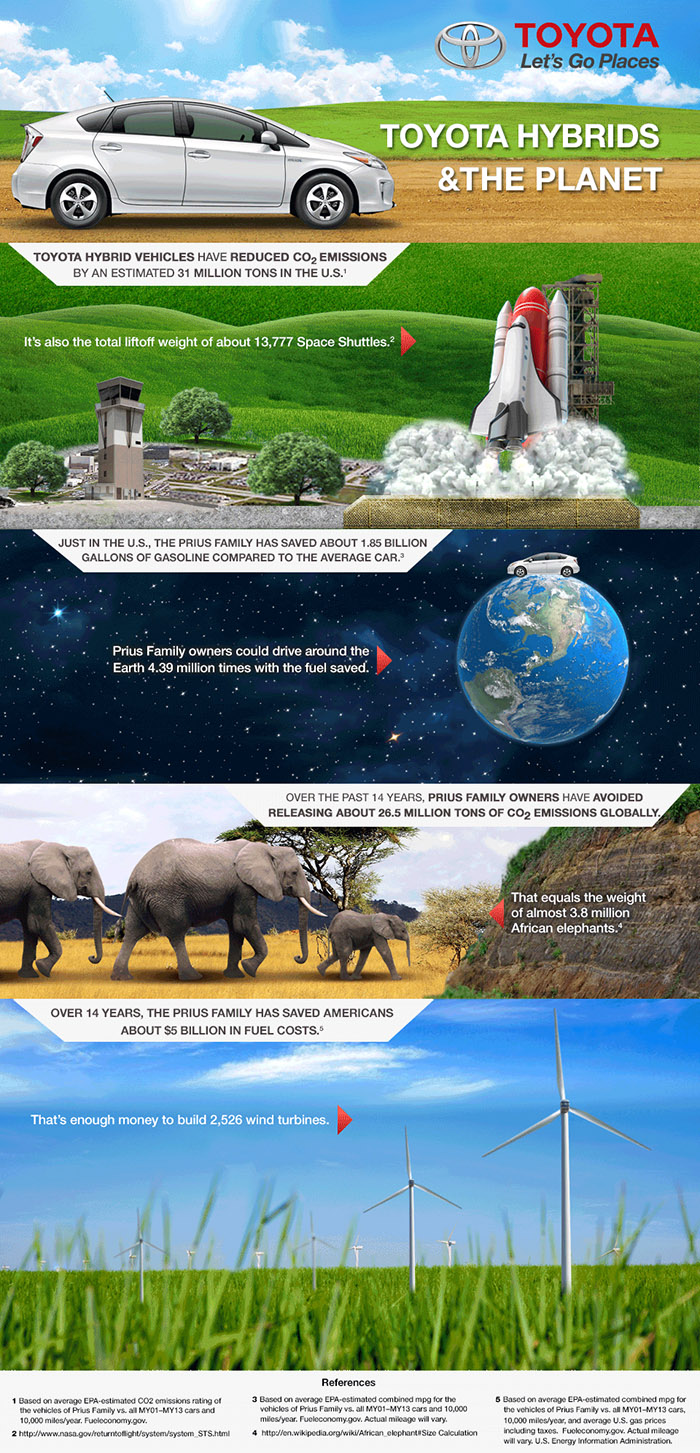 TOYOTA
Let's Go Places
TOYOTA HYBRIDS
&THE PLANET
TOYOTA HYBRID VEHICLES HAVE REDUCED CO2 EMISSIONS
BY AN ESTIMATED 31 MILLION TONS IN THE U.S.1
It's also the total liftoff weight of about 13,777 Space Shuttles.2
JUST IN THE U.S., THE PRIUS FAMILY HAS SAVED ABOUT 1.85 BILLION
GALLONS OF GASOLINE COMPARED TO THE AVERAGE CAR.3
Prius Family owners could drive around the
Earth 4.39 million times with the fuel saved.
OVER THE PAST 14 YEARS, PRIUS FAMILY OWNERS HAVE AVOIDED
RELEASING ABOUT 26.5 MILLION TONS OF CO2 EMISSIONS GLOBALLY.
That equals the weight
of almost 3.8 million
African elephants.4
OVER 14 YEARS, THE PRIUS FAMILY HAS SAVED AMERICANS
ABOUT $5 BILLION IN FUEL COSTS.5
That's enough money to build 2,526 wind turbines.
References
1 Based on average EPA-estimated CO2 emissions rating of
the vehicles of Prius Family vs. all MY01–MY13 cars and
10,000 miles/year. Fueleconomy.gov.
2 http://www.nasa.gov/returntoflight/system/system_STS.html
3 Based on average EPA-estimated combined mpg for the
vehicles of Prius Family vs. all MY01–MY13 cars and 10,000
miles/year. Fueleconomy.gov. Actual mileage will vary.
4 http://en.wikipedia.org/wiki/African_elephant#Size Calculation
5 Based on average EPA-estimated combined mpg for
the vehicles of Prius Family vs. all MY01–MY13 cars,
10,000 miles/year, and average U.S. gas prices
including taxes. Fueleconomy.gov. Actual mileage
will vary. U.S. Energy Information Administration.